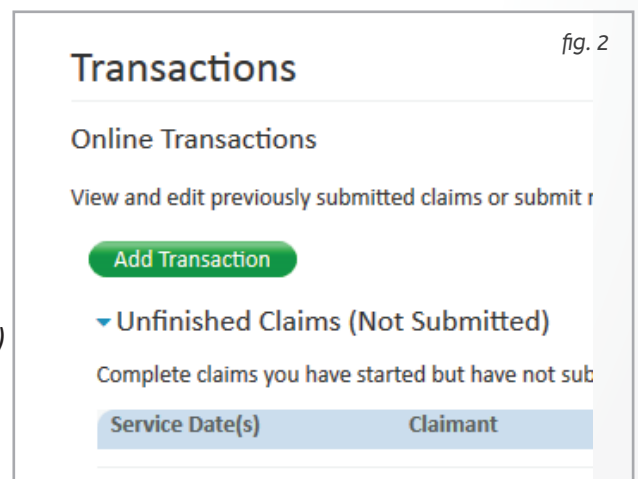 fig. 2
Transactions
Online Transactions
View and edit previously submitted claims or submit
Add Transaction
Unfinished Claims (Not Submitted)
)
Complete claims you have started but have not
Service Date(s) Claimant